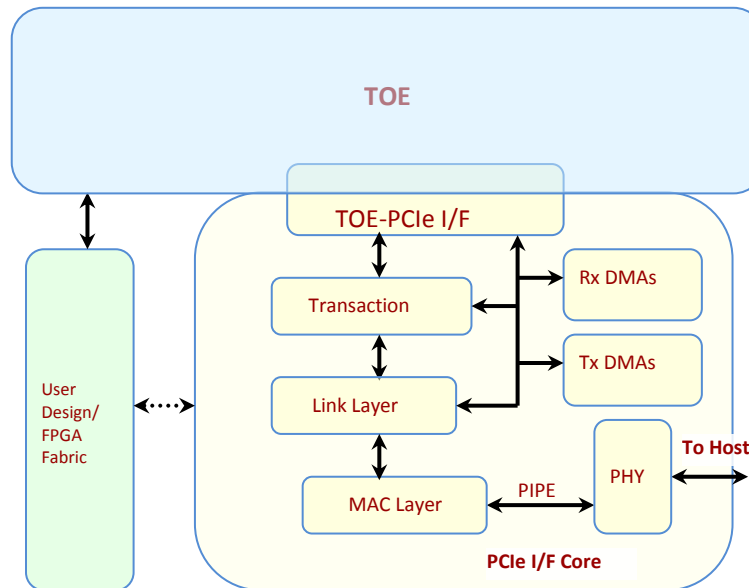 TOE
TOE-PCIe I/F
Rx DMAs
Transaction
Tx DMAs
User
Design/
FPGA
Fabric
Link Layer
To Host
PHY
PIPE
MAC Layer
PCIe I/F Core